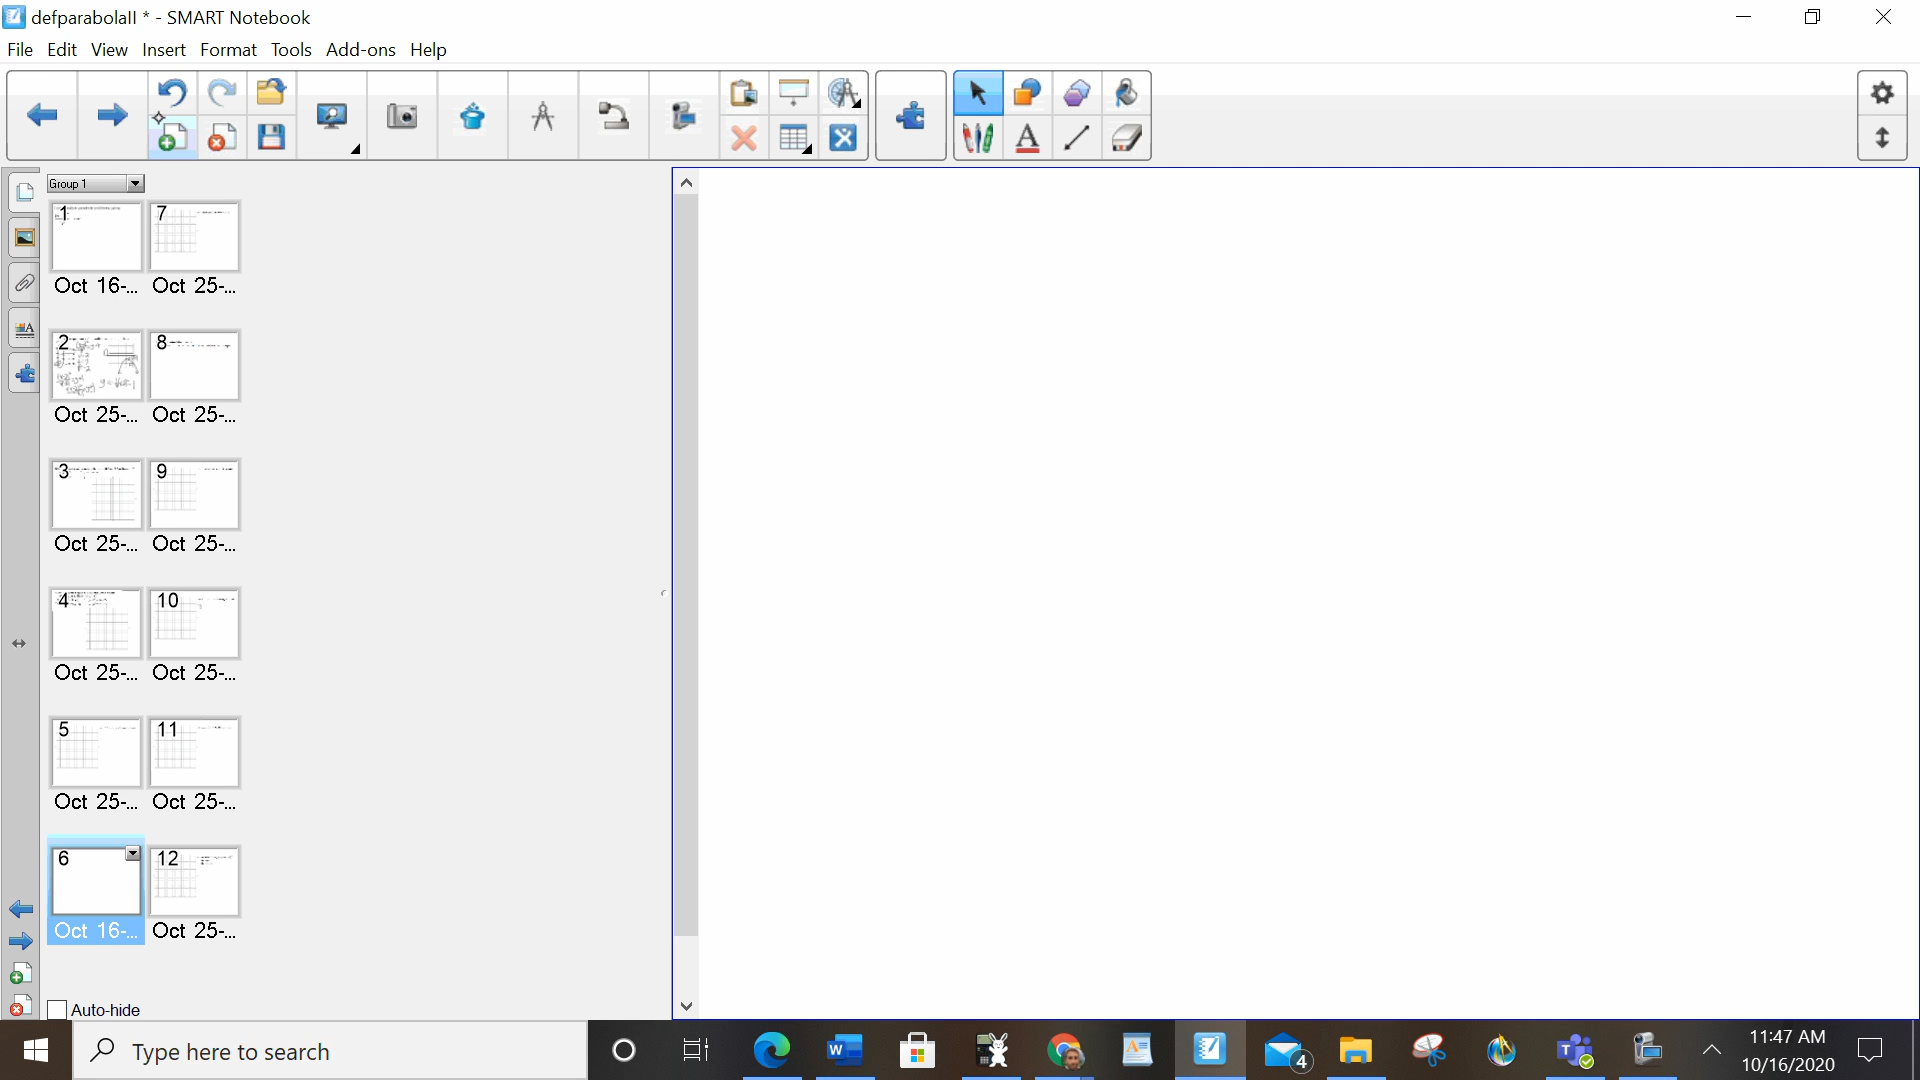 defparabolaII * - SMART Notebook
File Edit View Insert Format Tools Add-ons Help
Group 1
1 7
Oct 16-... Oct 25-...
2 8
Oct 25-... Oct 25-...
3 9
Oct 25-... Oct 25-...
4 10
Oct 25-... Oct 25-...
5 11
Oct 25-... Oct 25-...
6 12
Oct 16-... Oct 25-...
Auto-hide
Type here to search
4
11:47 AM
10/16/2020